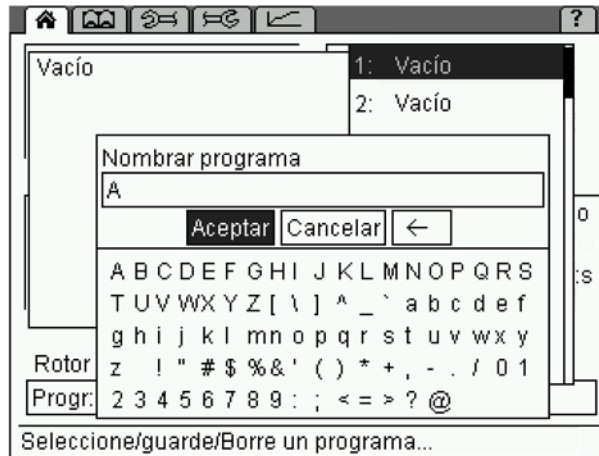 ?
Vacío
1: Vacío
2: Vacío
Nombrar programa
A
Aceptar Cancelar ←
o
A B C D E F G H I J K L M N O P Q R S
:s
T U V W X Y Z [ \ ] ^ _ ` a b c d e f
g h i j k l m n o p q r s t u v w x y
Rotor
z ! " # $ % & ' ( ) * + , - . / 0 1
Progr:
2 3 4 5 6 7 8 9 : ; < = > ? @
Seleccione/guarde/Borre un programa...